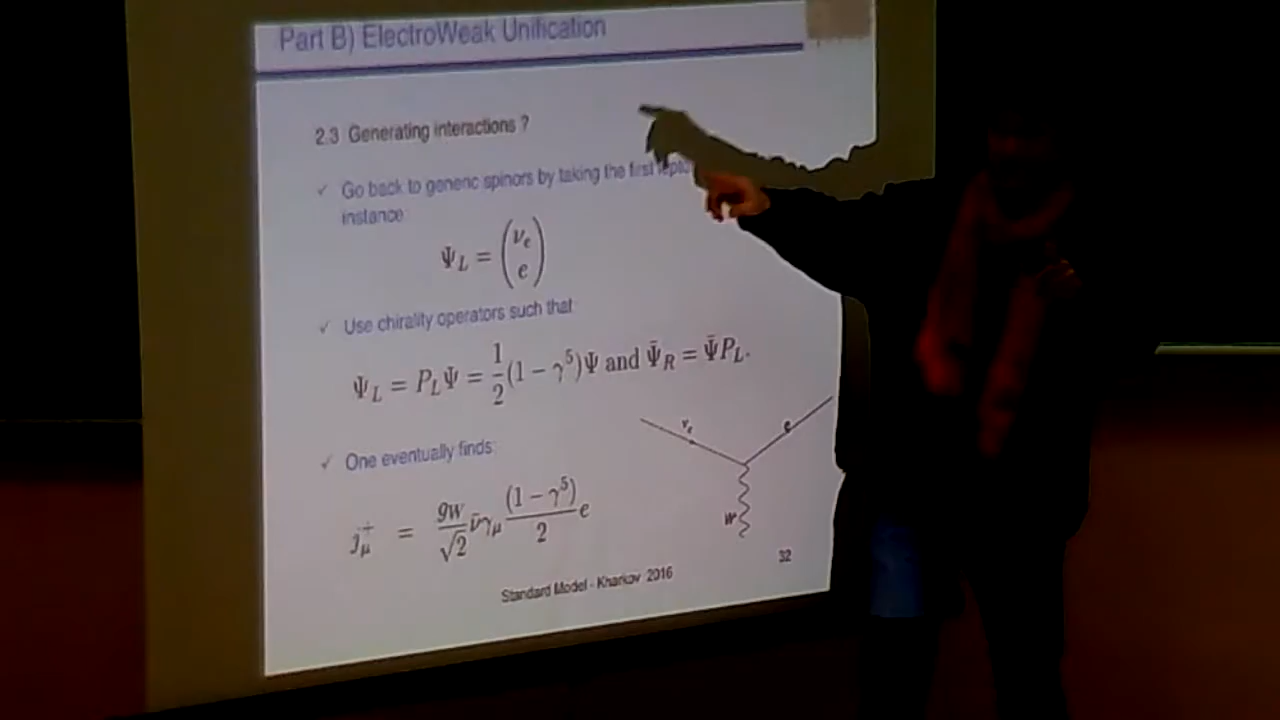 Part B) ElectroWeak Unification
2.3 Generating interactions ?
✓ Go back to generic spinors by taking the first
instance
Ψ_L = (ν_e
e)
✓ Use chirality operators such that:
Ψ_L = P_LΨ = 1/2(1 − γ^5)Ψ and Ψ̄_R = Ψ̄P_L.
ν_e e
✓ One eventually finds:
j_μ^+ = g_W/√2 ν̄γ_μ (1 − γ^5)/2 e
W
32
Standard Model - Kharkov 2016